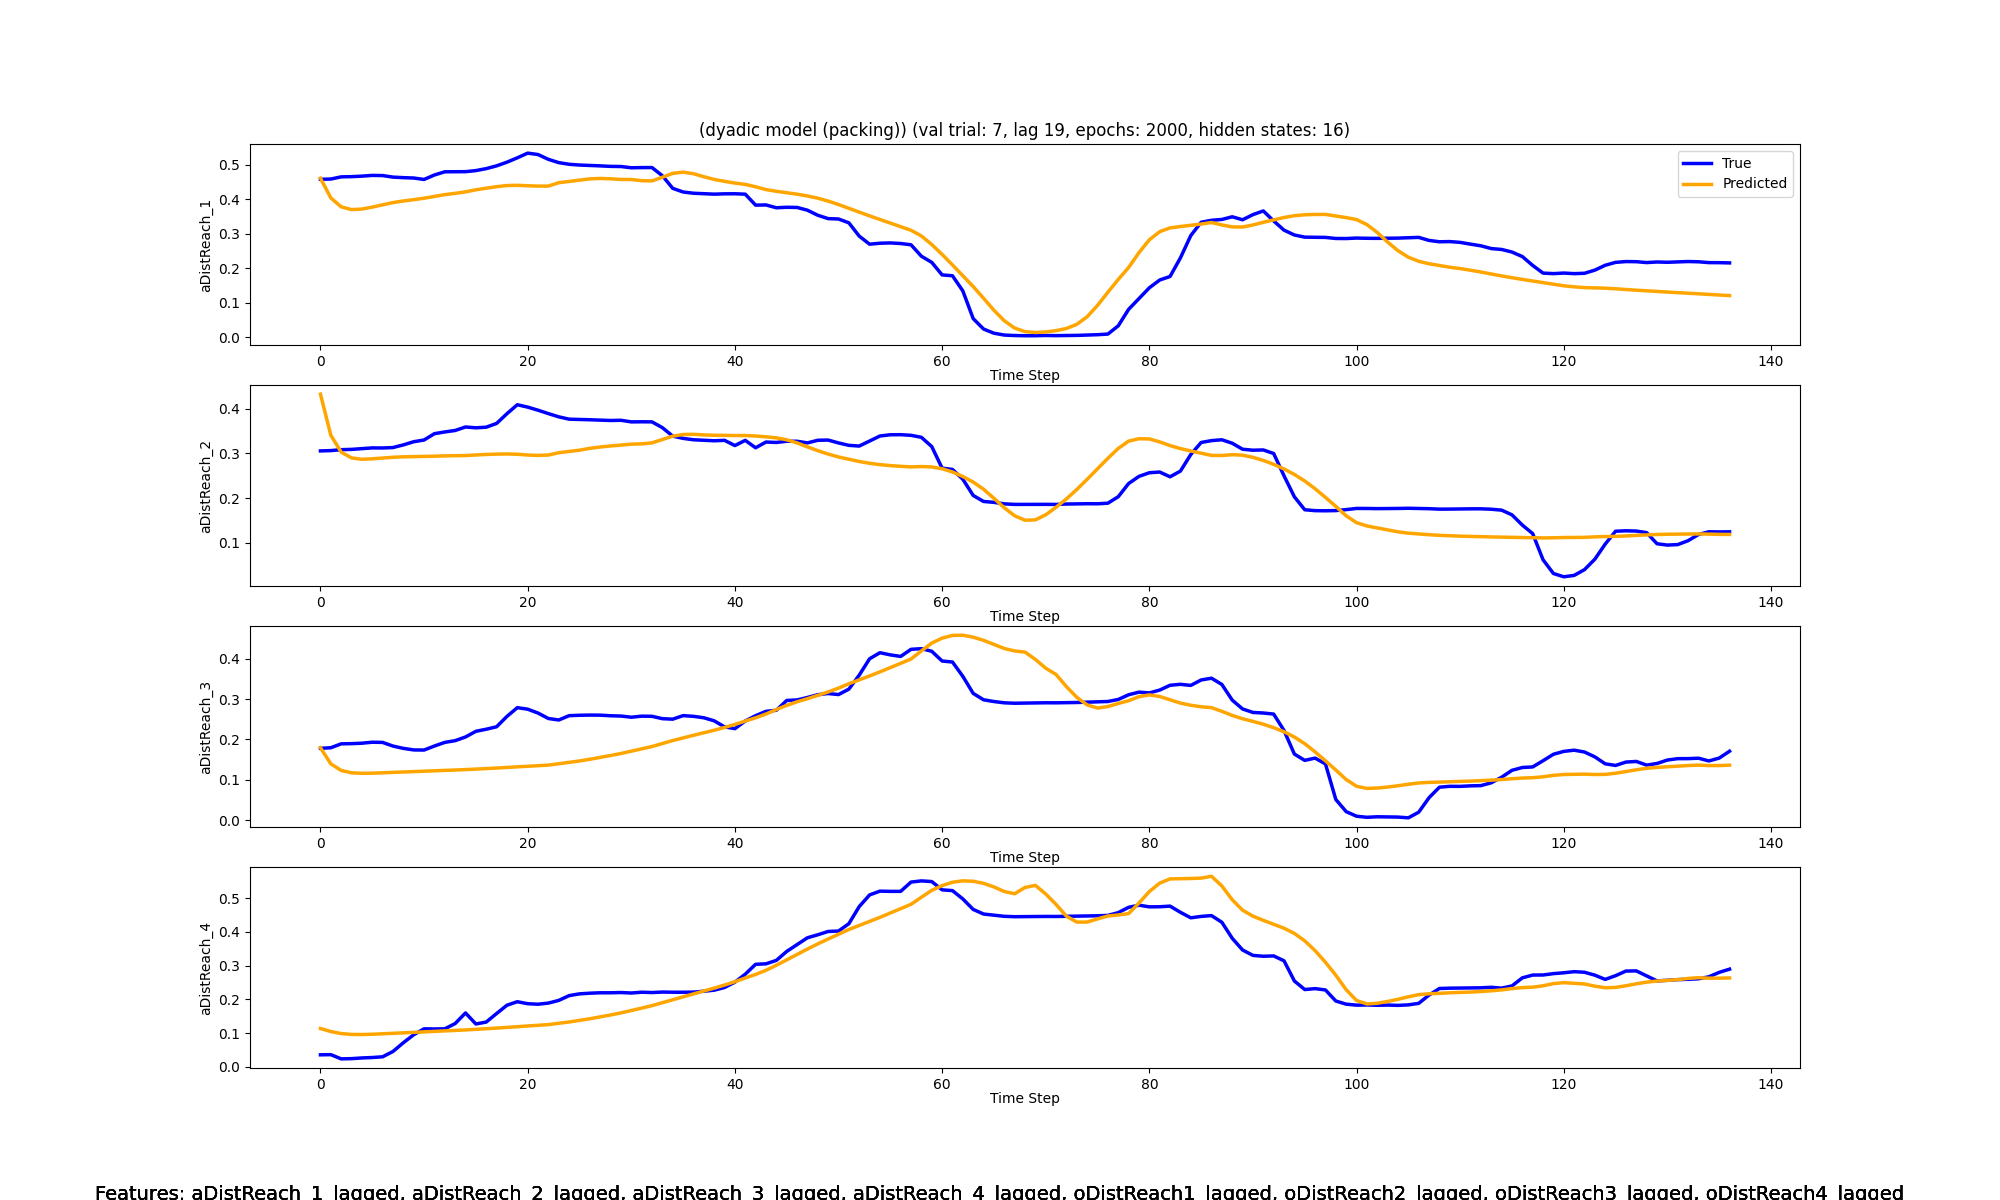 (dyadic model (packing)) (val trial: 7, lag 19, epochs: 2000, hidden states: 16)
True
Predicted
aDistReach_1
0.5
0.4
0.3
0.2
0.1
0.0
0 20 40 60 80 100 120 140
Time Step
aDistReach_2
0.4
0.3
0.2
0.1
0 20 40 60 80 100 120 140
Time Step
aDistReach_3
0.4
0.3
0.2
0.1
0.0
0 20 40 60 80 100 120 140
Time Step
aDistReach_4
0.5
0.4
0.3
0.2
0.1
0.0
0 20 40 60 80 100 120 140
Time Step
Features: aDistReach_1_lagged, aDistReach_2_lagged, aDistReach_3_lagged, aDistReach_4_lagged, oDistReach1_lagged, oDistReach2_lagged, oDistReach3_lagged, oDistReach4_lagged